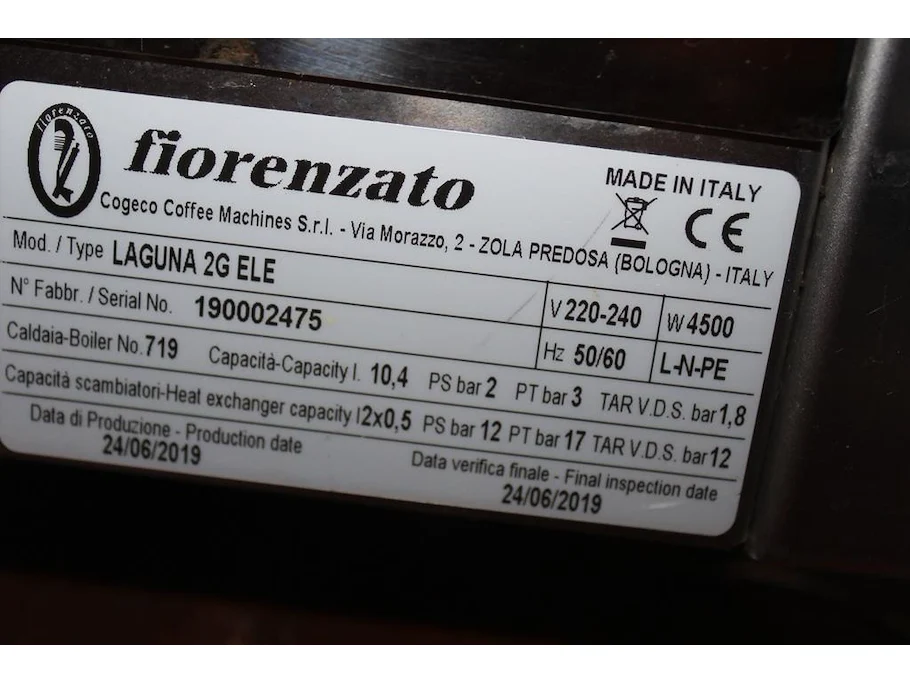 fiorenzato
fiorenzato
MADE IN ITALY
CE
Cogeco Coffee Machines S.r.l. - Via Morazzo, 2 - ZOLA PREDOSA (BOLOGNA) - ITALY
Mod. / Type LAGUNA 2G ELE
V 220-240 W 4500
N° Fabbr. / Serial No. 190002475
Hz 50/60 L-N-PE
Caldaia-Boiler No. 719 Capacità-Capacity l. 10,4 PS bar 2 PT bar 3 TAR V.D.S. bar 1,8
Capacità scambiatori-Heat exchanger capacity l 2x0,5 PS bar 12 PT bar 17 TAR V.D.S. bar 12
Data di Produzione - Production date
24/06/2019
Data verifica finale - Final inspection date
24/06/2019